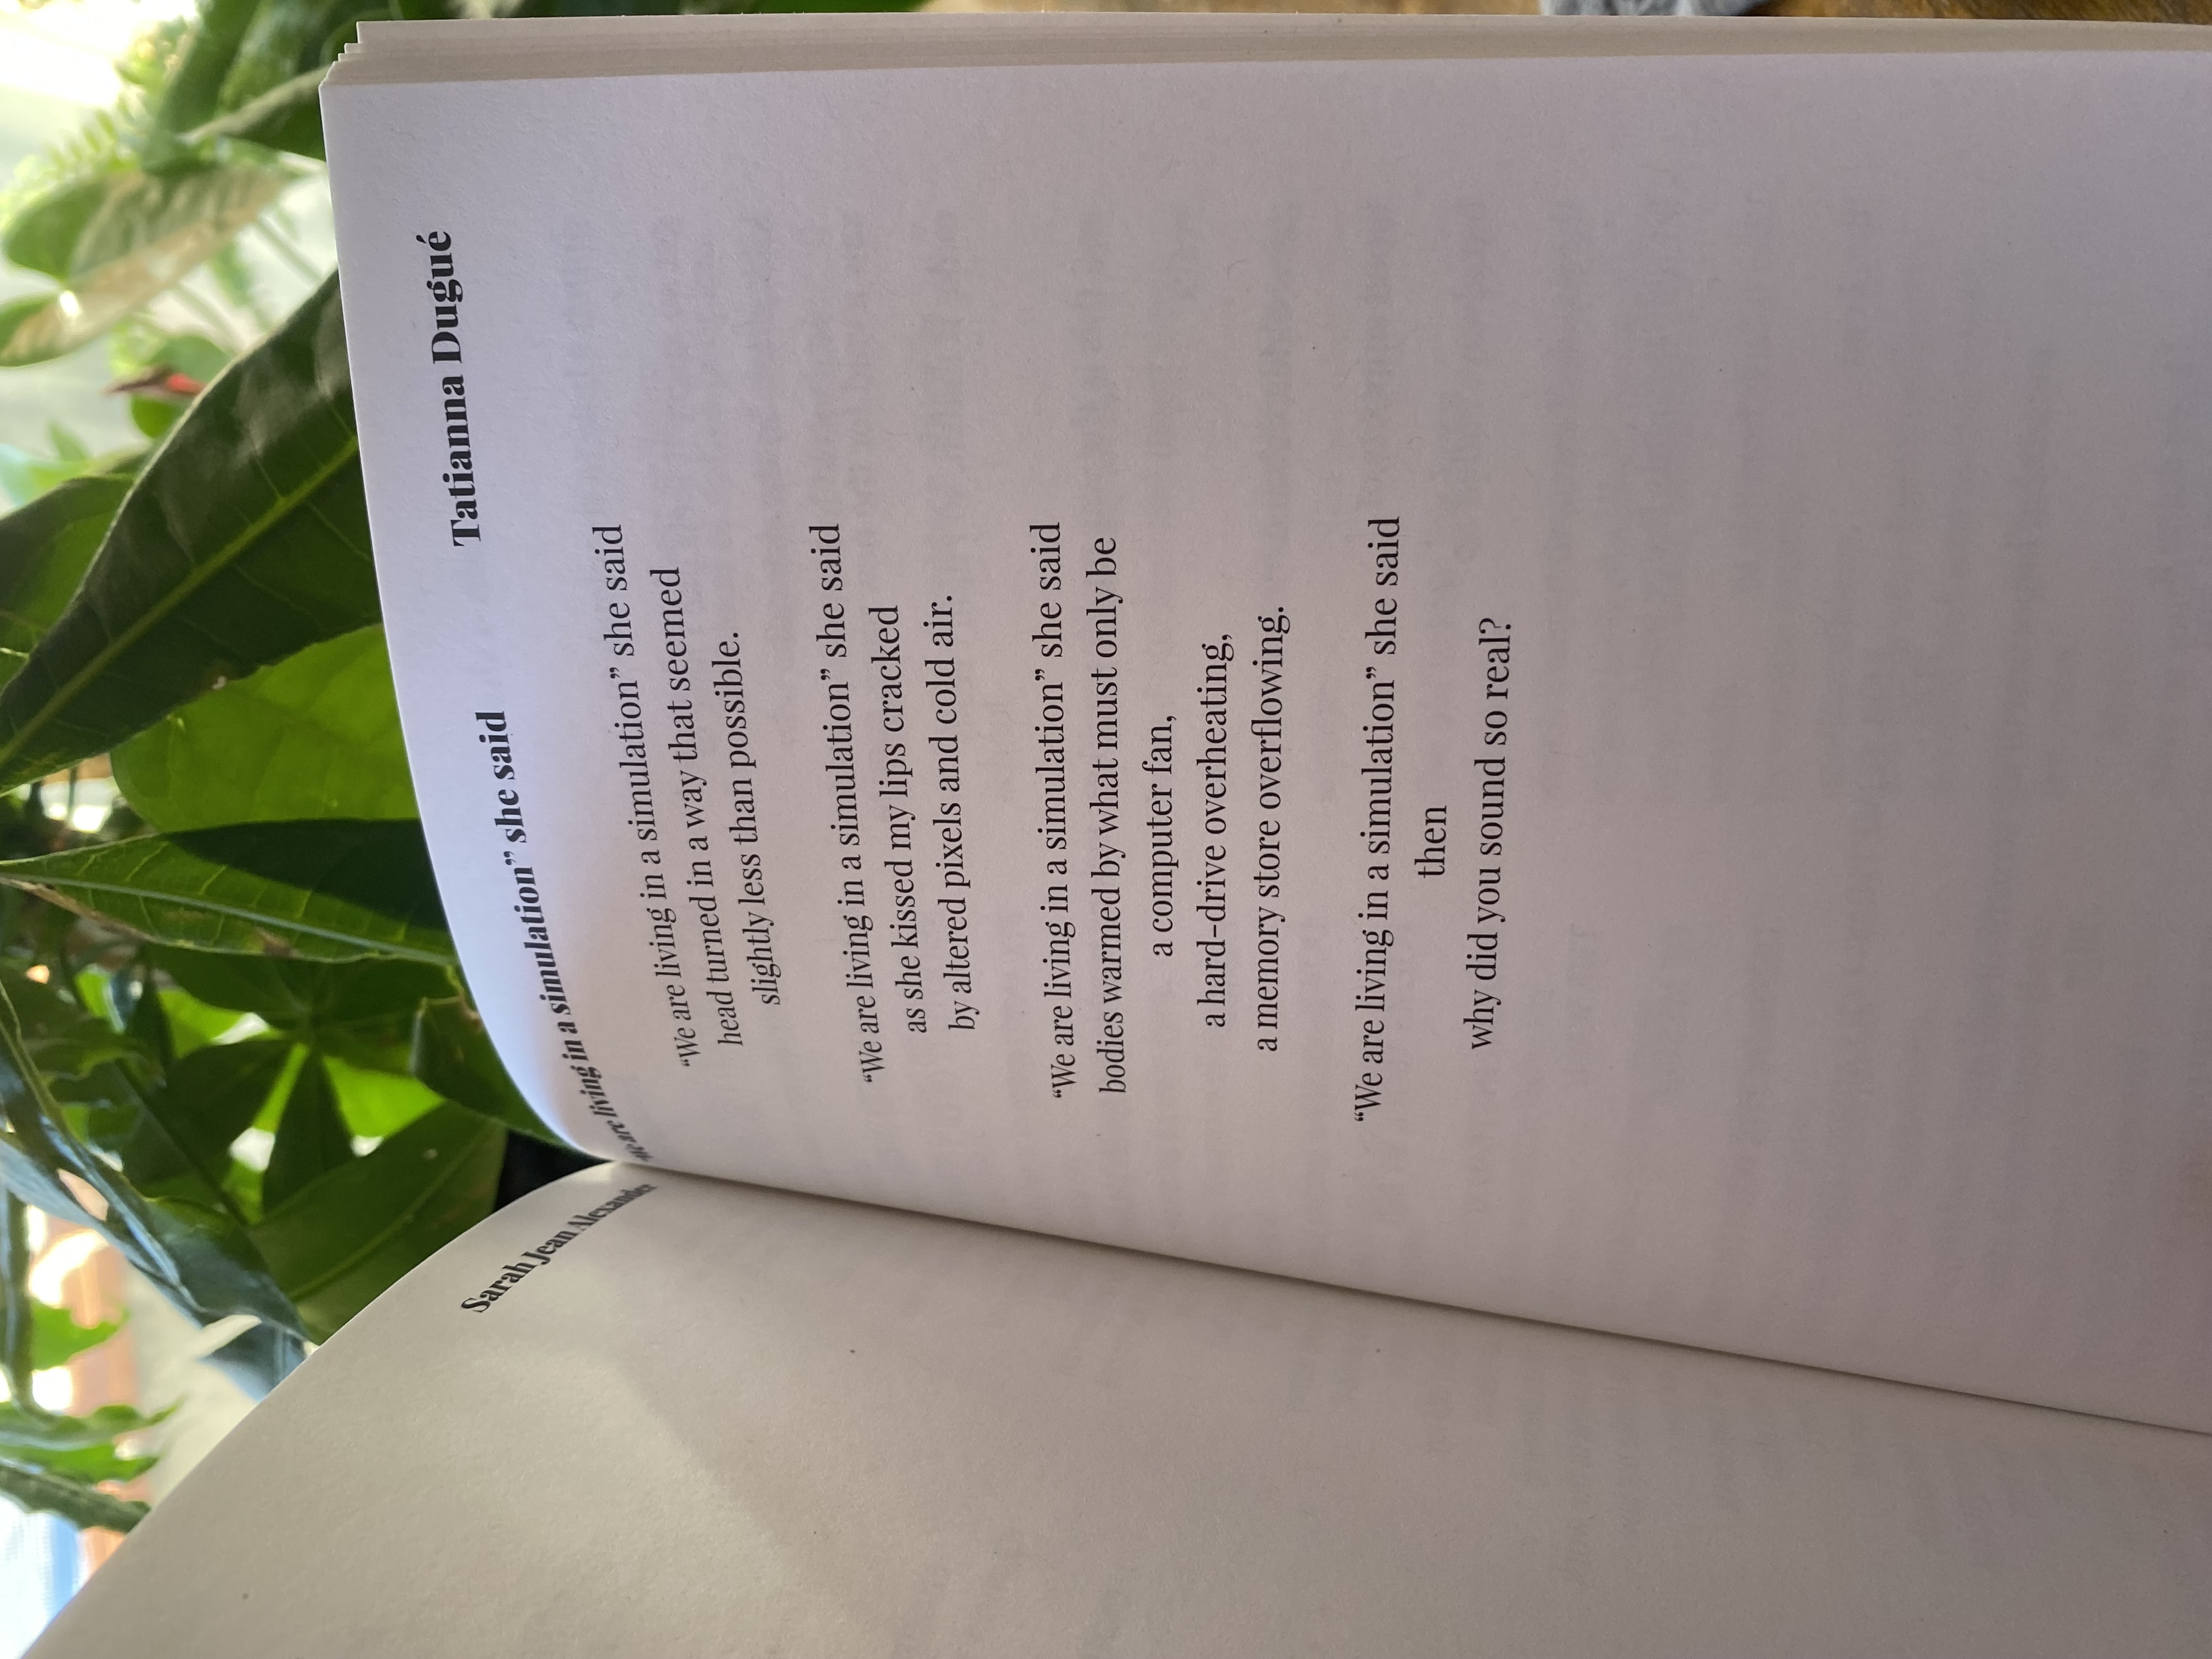 Sarah Jean Alexander
“We are living in a simulation” she said
Tatianna Dugué
“We are living in a simulation” she said
head turned in a way that seemed
slightly less than possible.
“We are living in a simulation” she said
as she kissed my lips cracked
by altered pixels and cold air.
“We are living in a simulation” she said
bodies warmed by what must only be
a computer fan,
a hard-drive overheating,
a memory store overflowing.
“We are living in a simulation” she said
then
why did you sound so real?